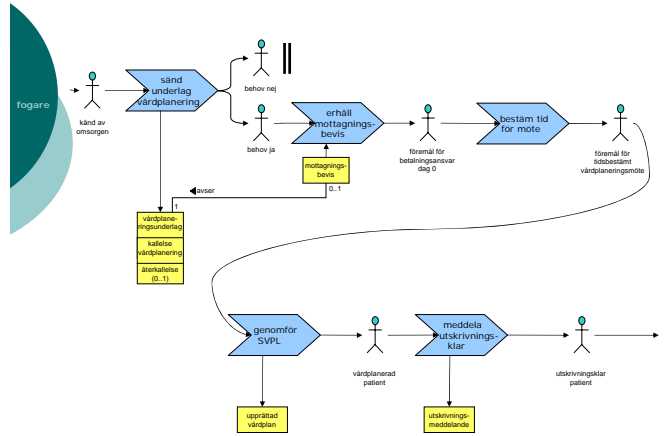 fogare
känd av
omsorgen
sänd
underlag
vårdplanering
behov nej
behov ja
erhåll
mottagnings-
bevis
föremål för
betalningsansvar
dag 0
bestäm tid
för möte
föremål för
tidsbestämt
vårdplaneringsmöte
mottagnings-
bevis
0..1
avser
1
vårdplane-
ringsunderlag
kallelse
vårdplanering
återkallelse
(0..1)
genomför
SVPL
vårdplanerad
patient
meddela
utskrivnings-
klar
utskrivningsklar
patient
upprättad
vårdplan
utskrivnings-
meddelande